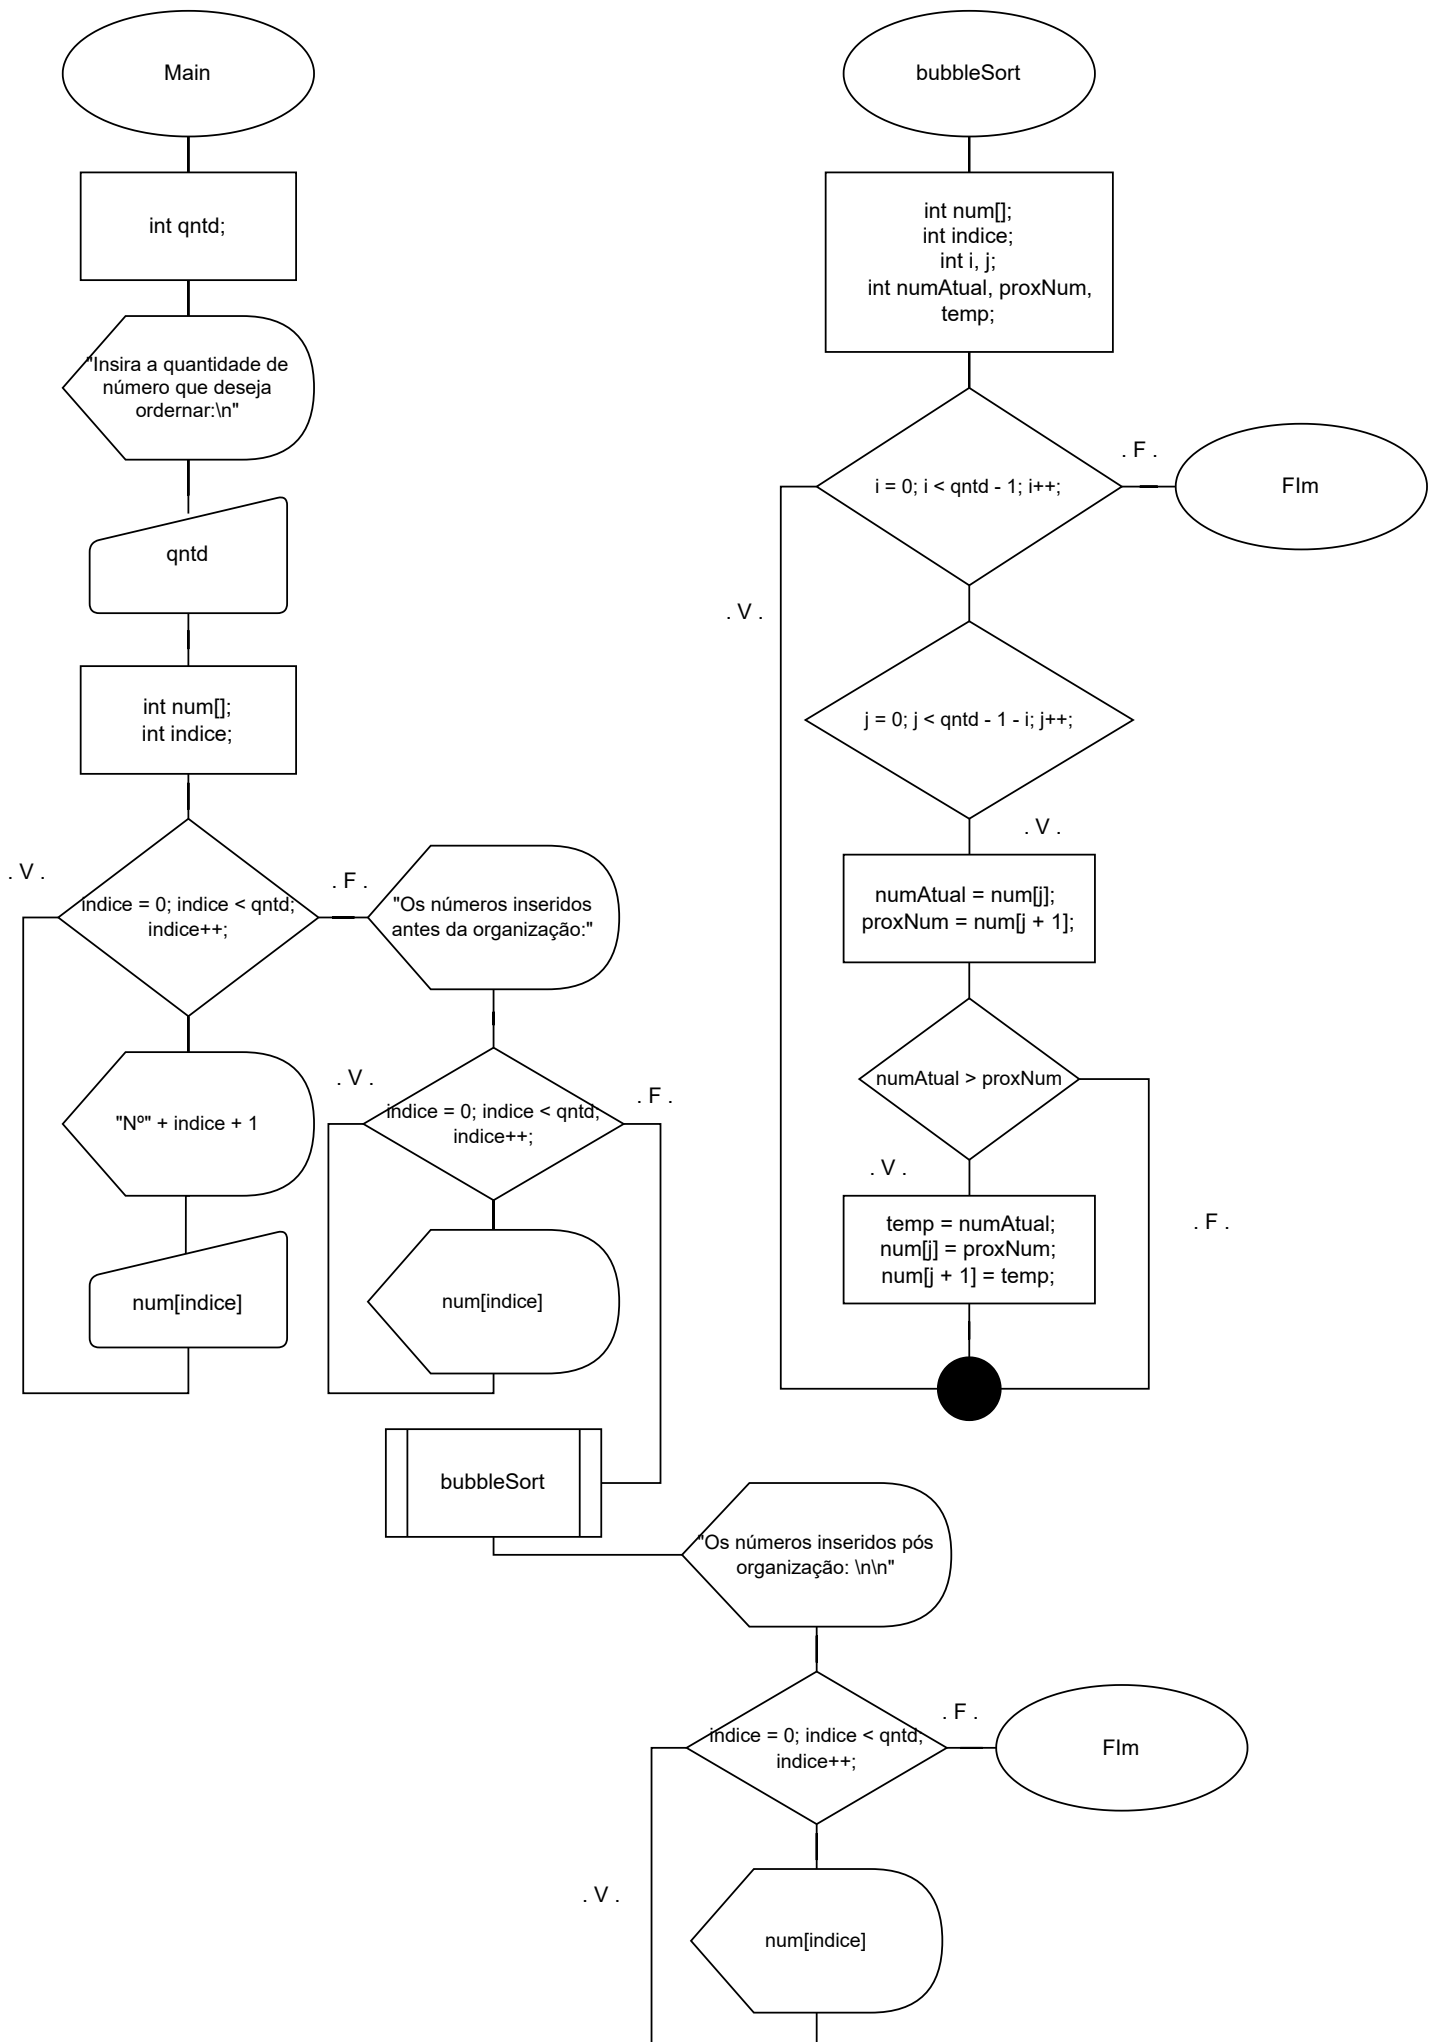 Main
int qntd;
"Insira a quantidade de
número que deseja
ordernar:\n"
qntd
int num[];
int indice;
. V .
indice = 0; indice < qntd;
indice++;
. F .
"Os números inseridos
antes da organização:"
"Nº" + indice + 1
num[indice]
. V .
indice = 0; indice < qntd;
indice++;
. F .
num[indice]
bubbleSort
"Os números inseridos pós
organização: \n\n"
indice = 0; indice < qntd;
indice++;
. F .
FIm
. V .
num[indice]
bubbleSort
int num[];
int indice;
int i, j;
int numAtual, proxNum,
temp;
i = 0; i < qntd - 1; i++;
. F .
FIm
. V .
j = 0; j < qntd - 1 - i; j++;
. V .
numAtual = num[j];
proxNum = num[j + 1];
numAtual > proxNum
. V .
temp = numAtual;
num[j] = proxNum;
num[j + 1] = temp;
. F .